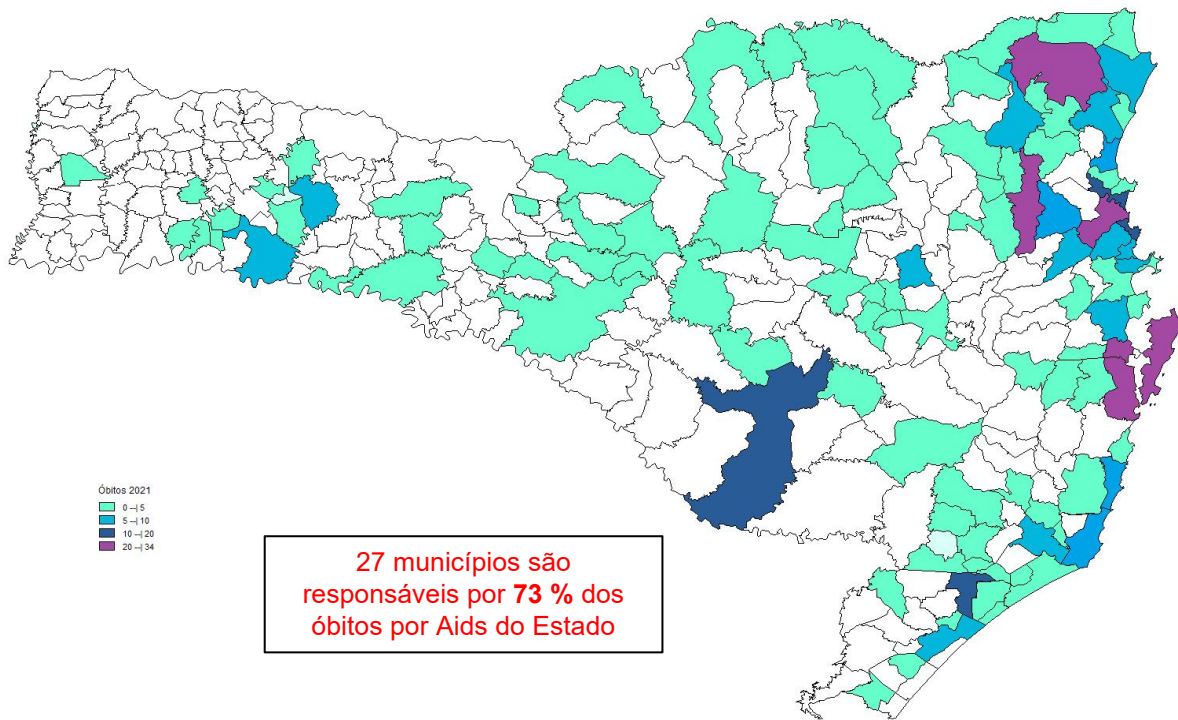 Óbitos 2021
0 --| 5
5 --| 10
10 --| 20
20 --| 34
27 municípios são
responsáveis por 73 % dos
óbitos por Aids do Estado